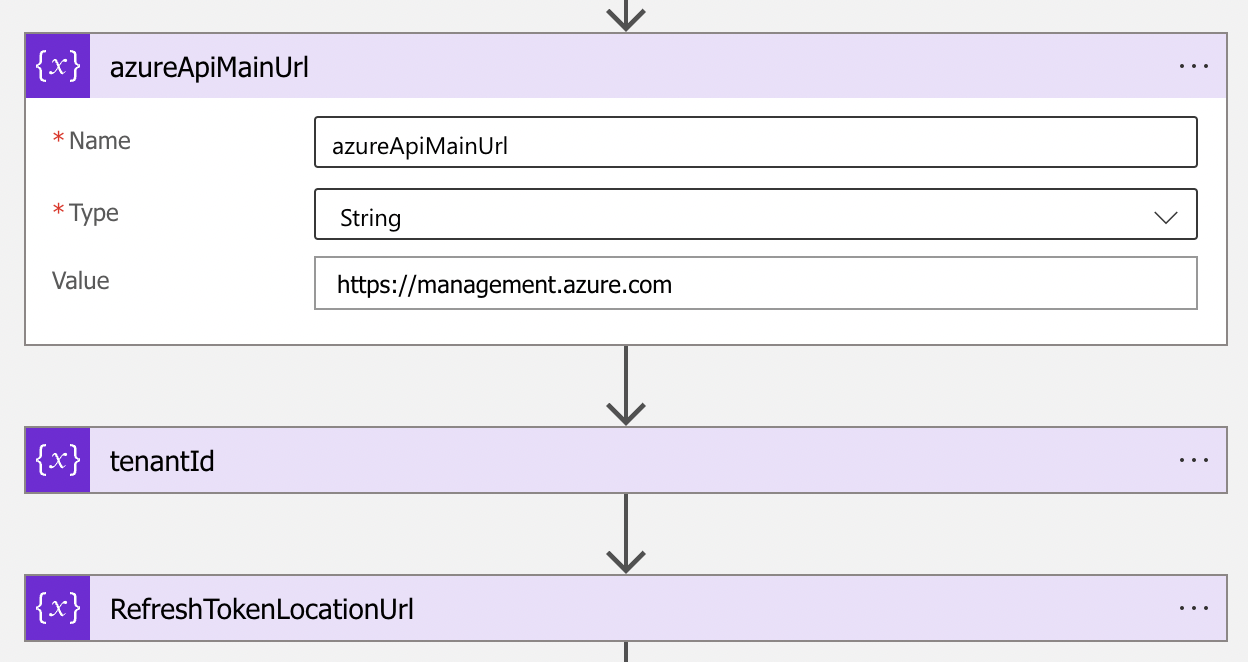 {x} azureApiMainUrl ...
* Name azureApiMainUrl
* Type String
Value https://management.azure.com
{x} tenantId ...
{x} RefreshTokenLocationUrl ...